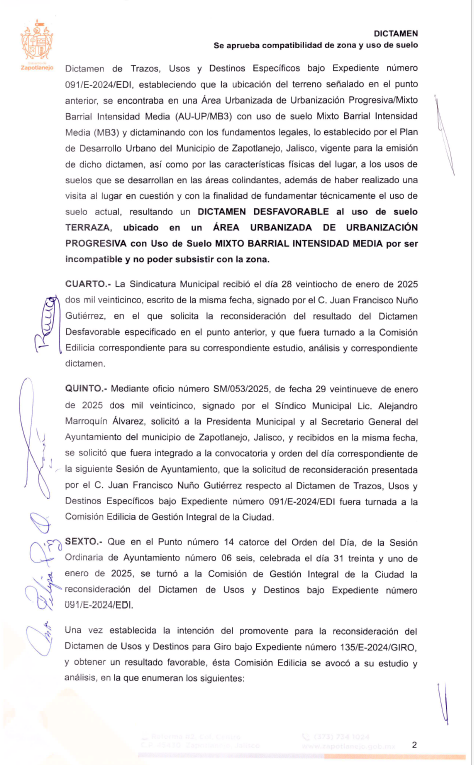 DICTAMEN
Se aprueba compatibilidad de zona y uso de suelo
Zapotlanejo
Dictamen de Trazos, Usos y Destinos Específicos bajo Expediente número
091/E-2024/EDI, estableciendo que la ubicación del terreno señalado en el punto
anterior, se encontraba en una Área Urbanizada de Urbanización Progresiva/Mixto
Barrial Intensidad Media (AU-UP/MB3) con uso de suelo Mixto Barrial Intensidad
Media (MB3) y dictaminando con los fundamentos legales, lo establecido por el Plan
de Desarrollo Urbano del Municipio de Zapotlanejo, Jalisco, vigente para la emisión
de dicho dictamen, así como por las características físicas del lugar, a los usos de
suelos que se desarrollan en las áreas colindantes, además de haber realizado una
visita al lugar en cuestión y con la finalidad de fundamentar técnicamente el uso de
suelo actual, resultando un DICTAMEN DESFAVORABLE al uso de suelo
TERRAZA, ubicado en un ÁREA URBANIZADA DE URBANIZACIÓN
PROGRESIVA con Uso de Suelo MIXTO BARRIAL INTENSIDAD MEDIA por ser
incompatible y no poder subsistir con la zona.
CUARTO.- La Sindicatura Municipal recibió el día 28 veintiocho de enero de 2025
dos mil veinticinco, escrito de la misma fecha, signado por el C. Juan Francisco Nuño
Gutiérrez, en el que solicita la reconsideración del resultado del Dictamen
Desfavorable especificado en el punto anterior, y que fuera turnado a la Comisión
Edilicia correspondiente para su correspondiente estudio, análisis y correspondiente
dictamen.
QUINTO.- Mediante oficio número SM/053/2025, de fecha 29 veintinueve de enero
de 2025 dos mil veinticinco, signado por el Síndico Municipal Lic. Alejandro
Marroquín Álvarez, solicitó a la Presidenta Municipal y al Secretario General del
Ayuntamiento del municipio de Zapotlanejo, Jalisco, y recibidos en la misma fecha,
se solicitó que fuera integrado a la convocatoria y orden del día correspondiente de
la siguiente Sesión de Ayuntamiento, que la solicitud de reconsideración presentada
por el C. Juan Francisco Nuño Gutiérrez respecto al Dictamen de Trazos, Usos y
Destinos Específicos bajo Expediente número 091/E-2024/EDI fuera turnada a la
Comisión Edilicia de Gestión Integral de la Ciudad.
SEXTO.- Que en el Punto número 14 catorce del Orden del Día, de la Sesión
Ordinaria de Ayuntamiento número 06 seis, celebrada el día 31 treinta y uno de
enero de 2025, se turnó a la Comisión de Gestión Integral de la Ciudad la
reconsideración del Dictamen de Usos y Destinos bajo Expediente número
091/E-2024/EDI.
Una vez establecida la intención del promovente para la reconsideración del
Dictamen de Usos y Destinos para Giro bajo Expediente número 135/E-2024/GIRO,
y obtener un resultado favorable, ésta Comisión Edilicia se avocó a su estudio y
análisis, en la que enumeran los siguientes:
2